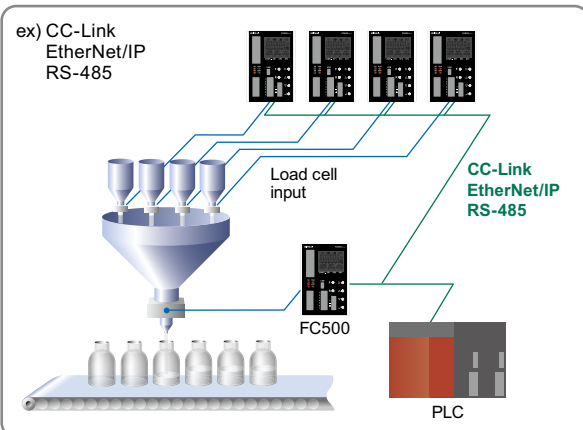 ex) CC-Link
EtherNet/IP
RS-485
Load cell
input
CC-Link
EtherNet/IP
RS-485
FC500
PLC